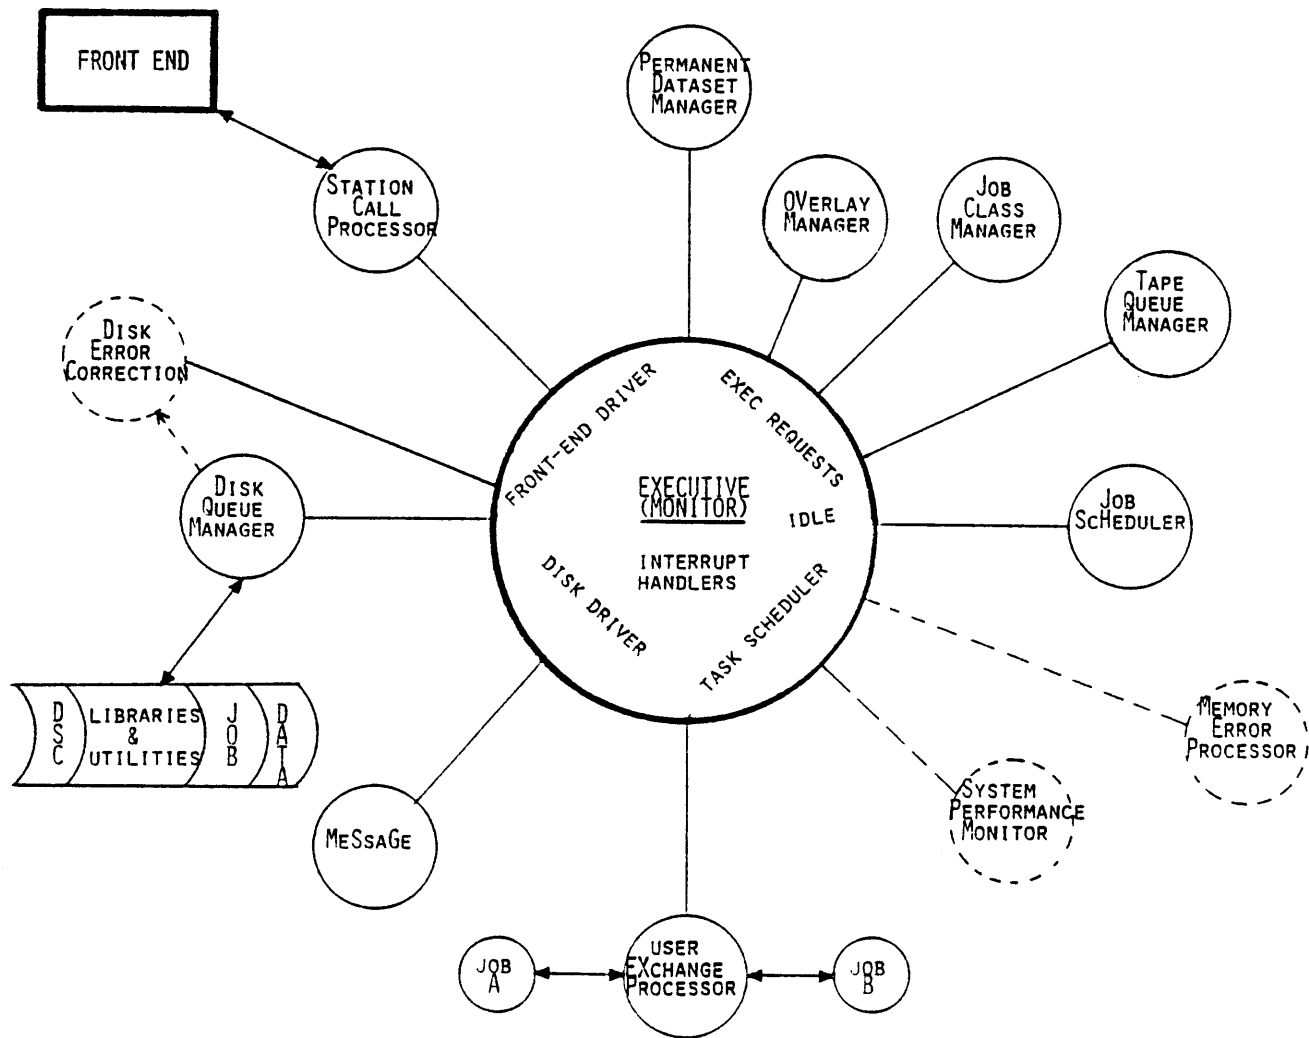 FRONT END
PERMANENT
DATASET
MANAGER
STATION
CALL
PROCESSOR
OVERLAY
MANAGER
JOB
CLASS
MANAGER
TAPE
QUEUE
MANAGER
DISK
ERROR
CORRECTION
FRONT-END DRIVER
EXEC REQUESTS
DISK
QUEUE
MANAGER
EXECUTIVE
(MONITOR)
IDLE
JOB
SCHEDULER
INTERRUPT
HANDLERS
DISK DRIVER
TASK SCHEDULER
DSC
LIBRARIES
&
UTILITIES
JOB
DATA
MEMORY
ERROR
PROCESSOR
SYSTEM
PERFORMANCE
MONITOR
MeSsaGe
JOB
A
USER
EXCHANGE
PROCESSOR
JOB
B